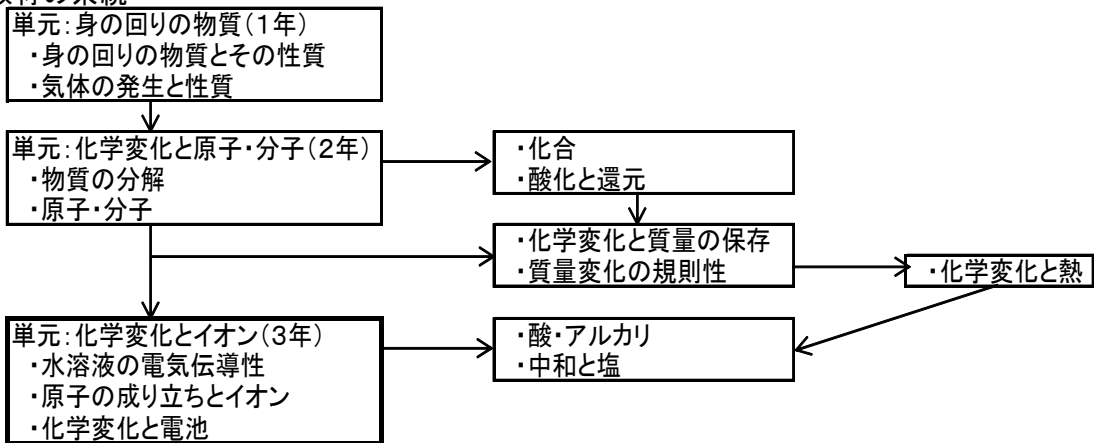 単元:身の回りの物質(1年)
・身の回りの物質とその性質
・気体の発生と性質
単元:化学変化と原子・分子(2年)
・物質の分解
・原子・分子
・化合
・酸化と還元
・化学変化と質量の保存
・質量変化の規則性
・化学変化と熱
単元:化学変化とイオン(3年)
・水溶液の電気伝導性
・原子の成り立ちとイオン
・化学変化と電池
・酸・アルカリ
・中和と塩